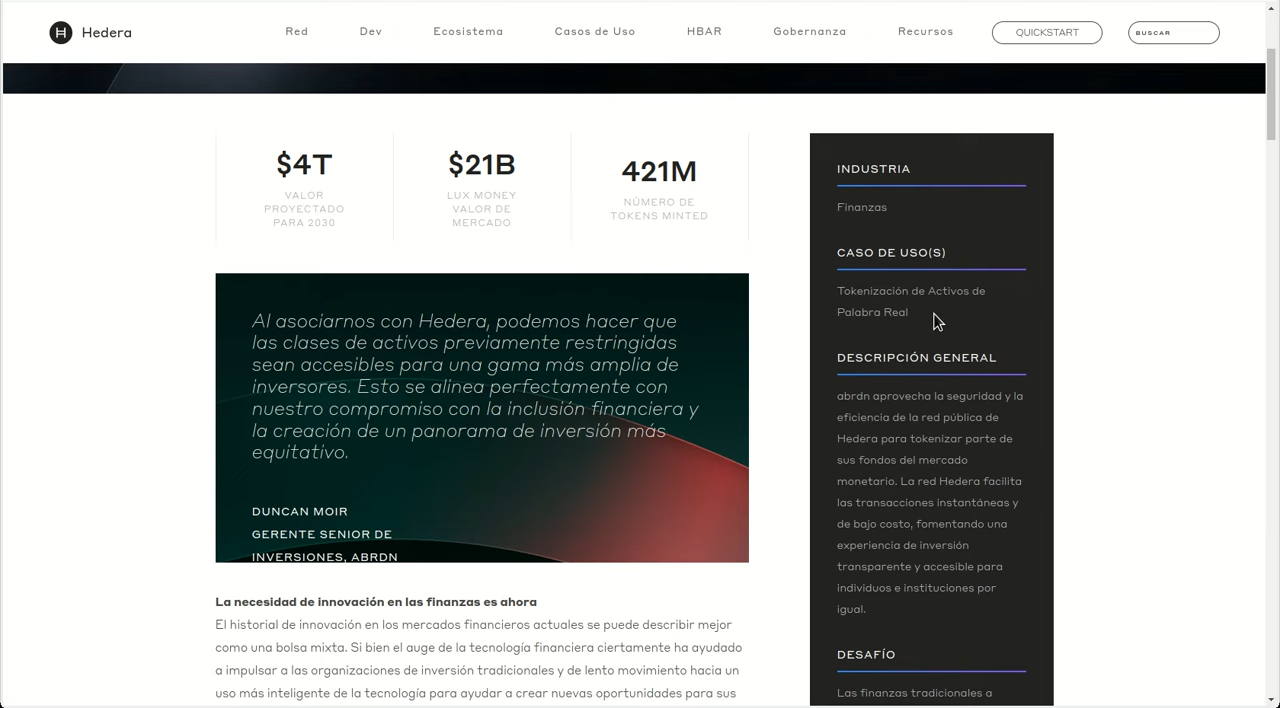 Hedera
Red
Dev
Ecosistema
Casos de Uso
HBAR
Gobernanza
Recursos
QUICKSTART
BUSCAR
$4T
VALOR
PROYECTADO
PARA 2030
$21B
LUX MONEY
VALOR DE
MERCADO
421M
NÚMERO DE
TOKENS MINTED
Al asociarnos con Hedera, podemos hacer que
las clases de activos previamente restringidas
sean accesibles para una gama más amplia de
inversores. Esto se alinea perfectamente con
nuestro compromiso con la inclusión financiera y
la creación de un panorama de inversión más
equitativo.
DUNCAN MOIR
GERENTE SENIOR DE
INVERSIONES, ABRDN
La necesidad de innovación en las finanzas es ahora
El historial de innovación en los mercados financieros actuales se puede describir mejor
como una bolsa mixta. Si bien el auge de la tecnología financiera ciertamente ha ayudado
a impulsar a las organizaciones de inversión tradicionales y de lento movimiento hacia un
uso más inteligente de la tecnología para ayudar a crear nuevas oportunidades para sus
INDUSTRIA
Finanzas
CASO DE USO(S)
Tokenización de Activos de
Palabra Real
DESCRIPCIÓN GENERAL
abrdn aprovecha la seguridad y la
eficiencia de la red pública de
Hedera para tokenizar parte de
sus fondos del mercado
monetario. La red Hedera facilita
las transacciones instantáneas y
de bajo costo, fomentando una
experiencia de inversión
transparente y accesible para
individuos e instituciones por
igual.
DESAFÍO
Las finanzas tradicionales a